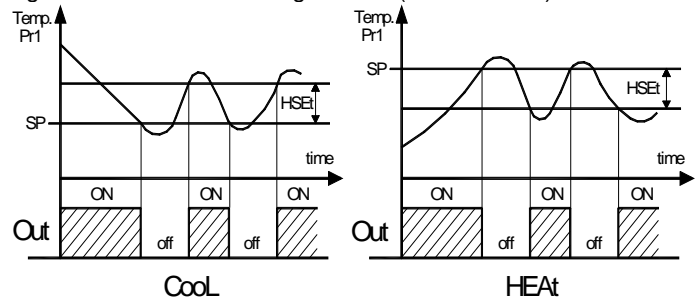 Temp.
Pr1
HSEt
SP
time
ON
ON
ON
Out
off
off
CooL
Temp.
Pr1
SP
HSEt
time
ON
ON
ON
Out
off
off
HEAt